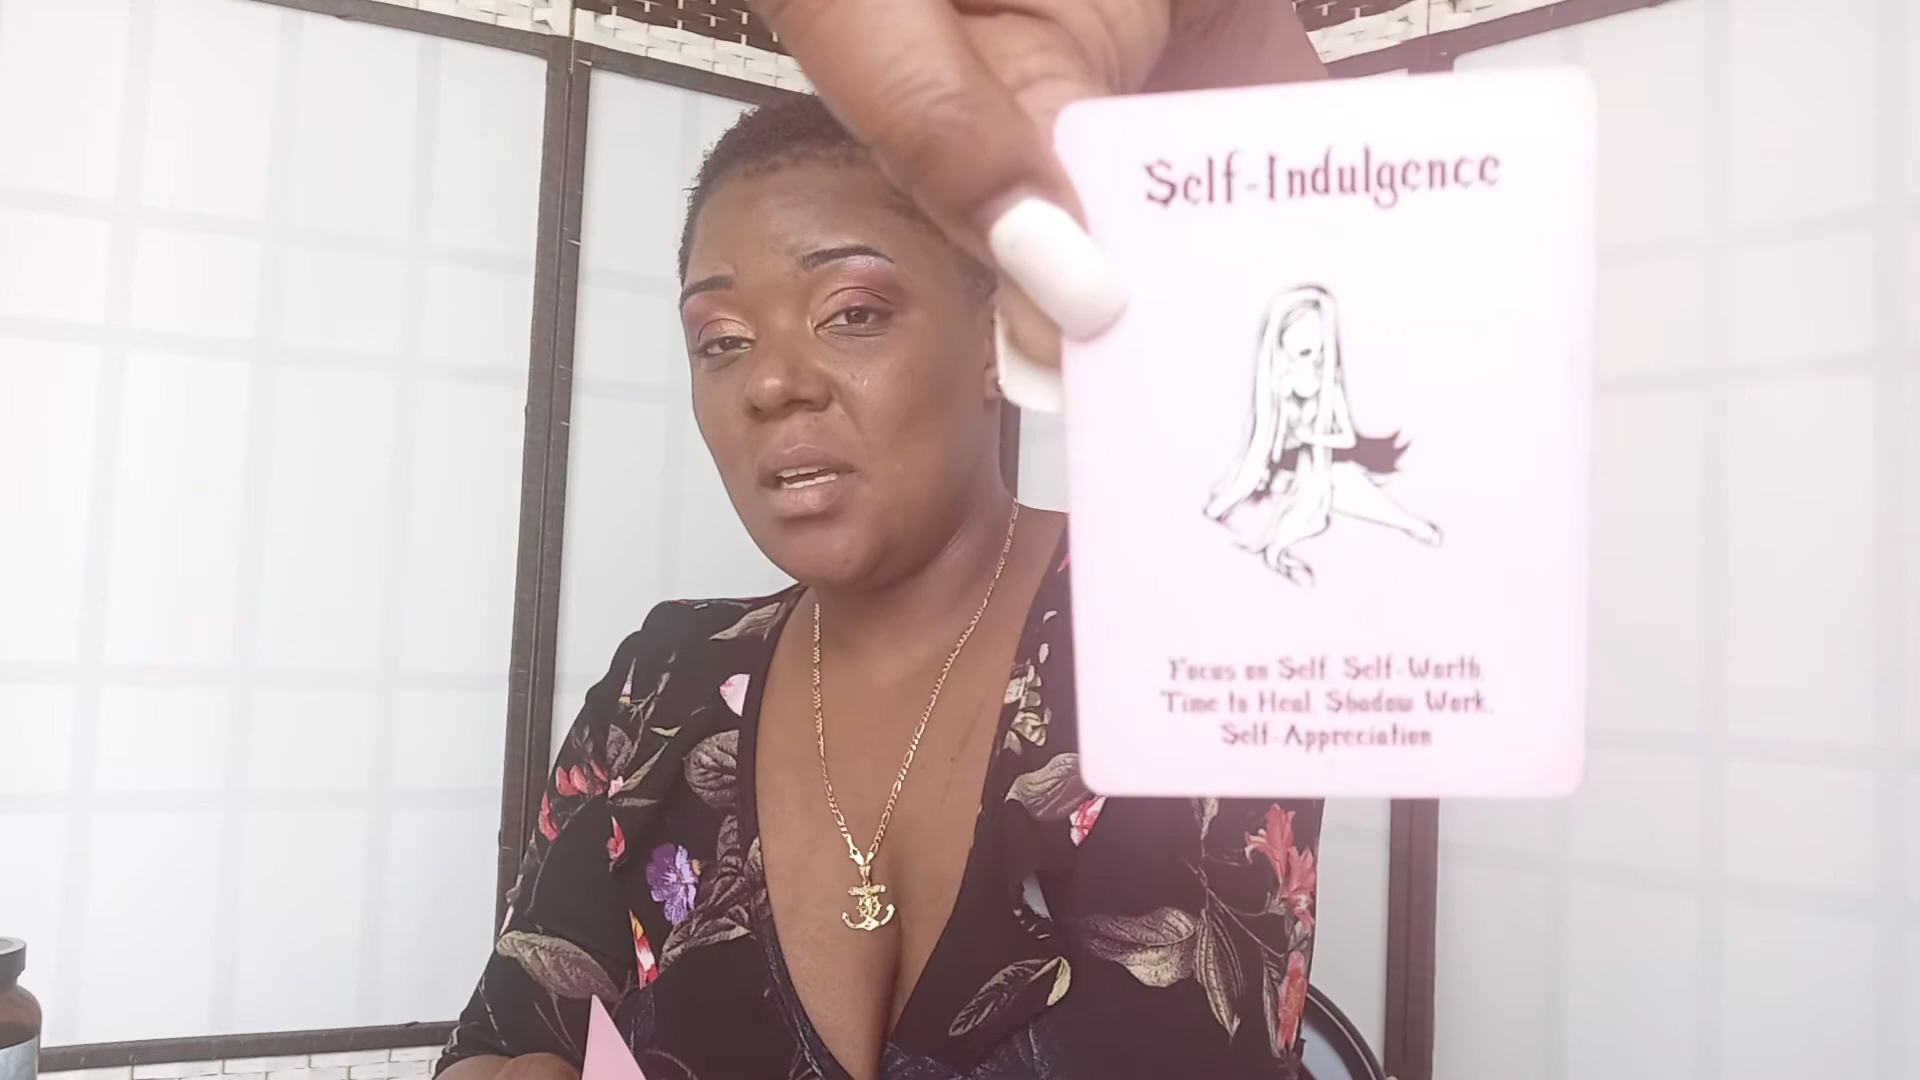 Self-Indulgence
Focus on Self, Self-Worth,
Time to Heal, Shadow Work,
Self-Appreciation